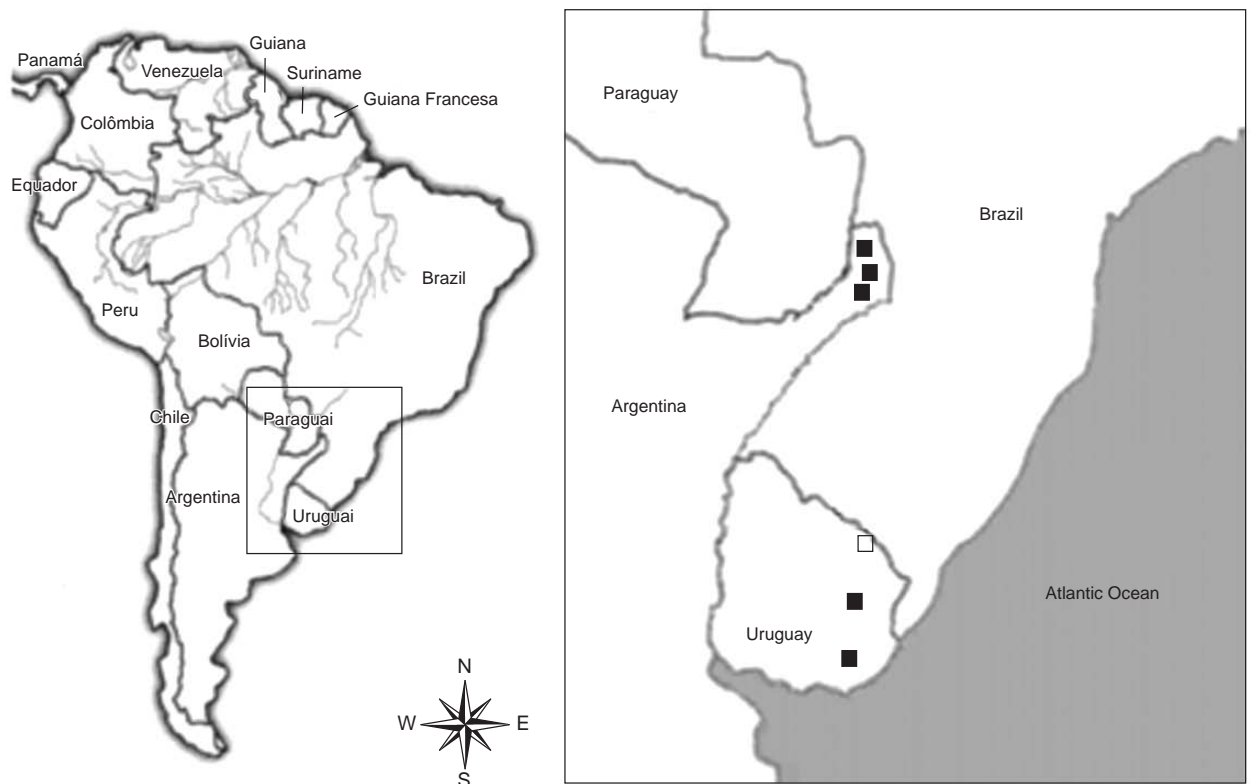 Panamá
Venezuela
Guiana
Suriname
Guiana Francesa
Colômbia
Equador
Peru
Brazil
Bolívia
Paraguai
Chile
Argentina
Uruguai
N
W
E
S
Paraguay
Brazil
Argentina
Uruguay
Atlantic Ocean